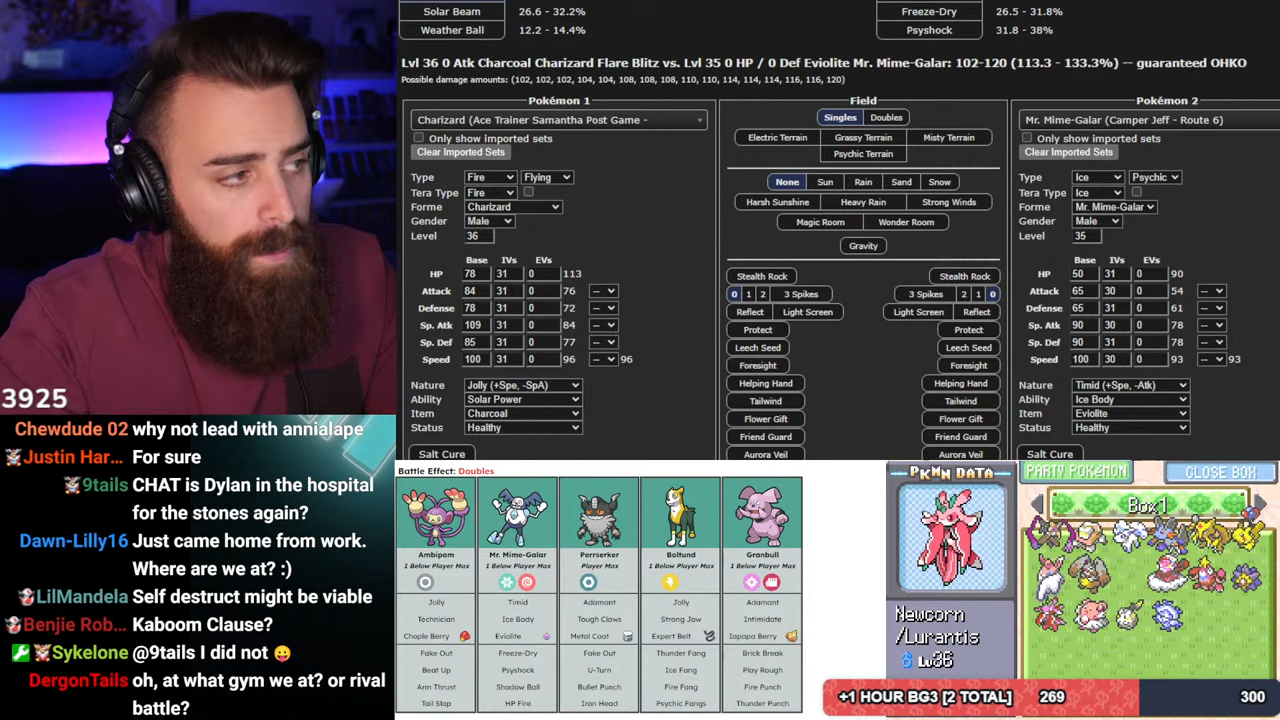 Solar Beam 26.6 - 32.2%
Weather Ball 12.2 - 14.4%
Freeze-Dry 26.5 - 31.8%
Psyshock 31.8 - 38%
Lvl 36 0 Atk Charcoal Charizard Flare Blitz vs. Lvl 35 0 HP / 0 Def Eviolite Mr. Mime-Galar: 102-120 (113.3 - 133.3%) -- guaranteed OHKO
Possible damage amounts: (102, 102, 102, 104, 104, 108, 108, 108, 110, 110, 114, 114, 114, 116, 116, 120)
Pokémon 1
Charizard (Ace Trainer Samantha Post Game -
Only show imported sets
Clear Imported Sets
Type Fire Flying
Tera Type Fire
Forme Charizard
Gender Male
Level 36
Base IVs EVs
HP 78 31 0 113
Attack 84 31 0 76 --
Defense 78 31 0 72 --
Sp. Atk 109 31 0 84 --
Sp. Def 85 31 0 77 --
Speed 100 31 0 96 -- 96
Nature Jolly (+Spe, -SpA)
Ability Solar Power
Item Charcoal
Status Healthy
Salt Cure
Field
Singles Doubles
Electric Terrain Grassy Terrain Misty Terrain
Psychic Terrain
None Sun Rain Sand Snow
Harsh Sunshine Heavy Rain Strong Winds
Magic Room Wonder Room
Gravity
Stealth Rock Stealth Rock
0 1 2 3 Spikes 3 Spikes 2 1 0
Reflect Light Screen Light Screen Reflect
Protect Protect
Leech Seed Leech Seed
Foresight Foresight
Helping Hand Helping Hand
Tailwind Tailwind
Flower Gift Flower Gift
Friend Guard Friend Guard
Aurora Veil Aurora Veil
Pokémon 2
Mr. Mime-Galar (Camper Jeff - Route 6)
Only show imported sets
Clear Imported Sets
Type Ice Psychic
Tera Type Ice
Forme Mr. Mime-Galar
Gender Male
Level 35
Base IVs EVs
HP 50 31 0 90
Attack 65 30 0 54 --
Defense 65 31 0 61 --
Sp. Atk 90 30 0 78 --
Sp. Def 90 31 0 78 --
Speed 100 30 0 93 -- 93
Nature Timid (+Spe, -Atk)
Ability Ice Body
Item Eviolite
Status Healthy
Salt Cure
3925
Chewdude 02 why not lead with annialape
Justin Har... For sure
9tails CHAT is Dylan in the hospital
for the stones again?
Dawn-Lilly16 Just came home from work.
Where are we at? :)
LilMandela Self destruct might be viable
Benjie Rob... Kaboom Clause?
Sykelone @9tails I did not
DergonTails oh, at what gym we at? or rival
battle?
Battle Effect: Doubles
Ambipom Mr. Mime-Galar Perrserker Boltund Granbull
1 Below Player Max 1 Below Player Max Player Max 1 Below Player Max 1 Below Player Max
Jolly Timid Adamant Jolly Adamant
Technician Ice Body Tough Claws Strong Jaw Intimidate
Chople Berry Eviolite Metal Coat Expert Belt Iapapa Berry
Fake Out Freeze-Dry Fake Out Thunder Fang Brick Break
Beat Up Psyshock U-Turn Ice Fang Play Rough
Arm Thrust Shadow Ball Bullet Punch Fire Fang Fire Punch
Tail Slap HP Fire Iron Head Psychic Fangs Thunder Punch
PKMN DATA
PARTY POKéMON
CLOSE BOX
Box1
Newcorn
/Lurantis
Lv36
+1 HOUR BG3 [2 TOTAL] 269 300